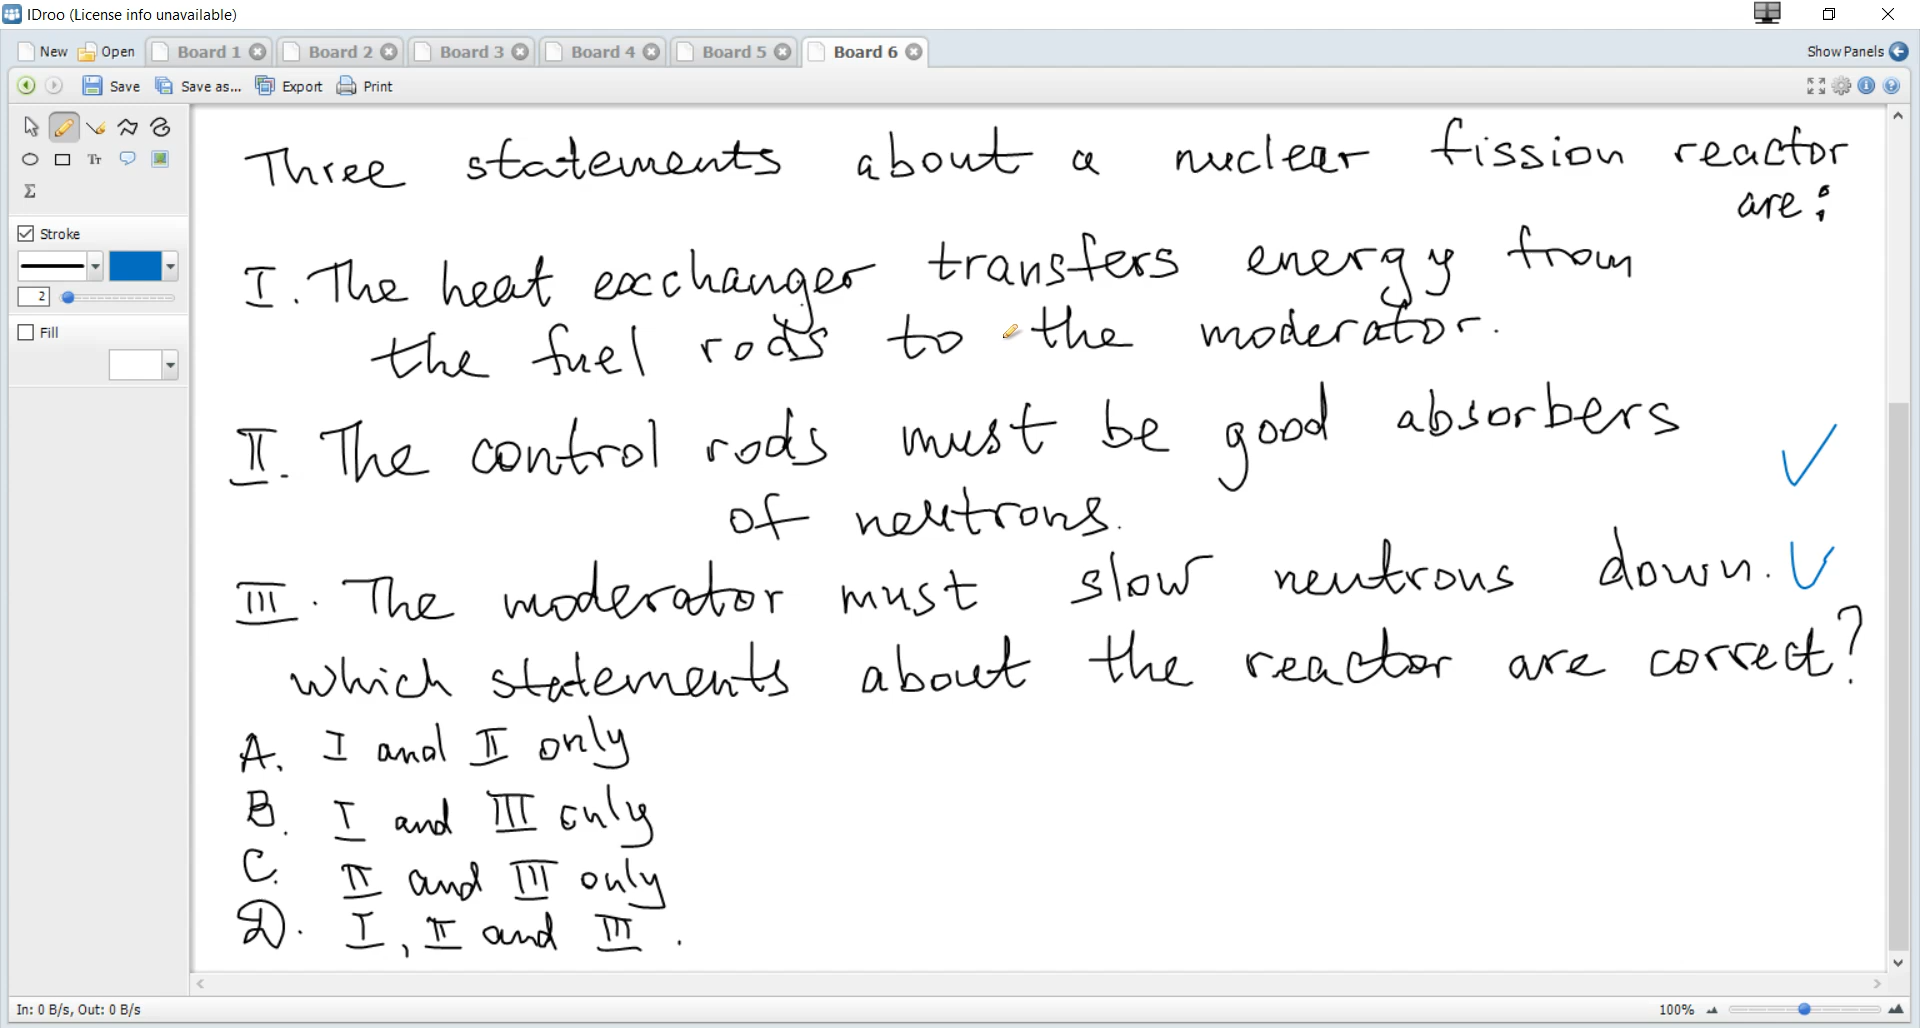 IDroo (License info unavailable)
New Open Board 1 Board 2 Board 3 Board 4 Board 5 Board 6 Show Panels
Save Save as... Export Print
Tr
Σ
Stroke
2
Fill
Three statements about a nuclear fission reactor
are:
I. The heat exchanger transfers energy from
the fuel rods to the moderator.
II. The control rods must be good absorbers
of neutrons.
III. The moderator must slow neutrons down.
which statements about the reactor are correct?
A. I and II only
B. I and III only
C. II and III only
D. I, II and III.
In: 0 B/s, Out: 0 B/s 100%